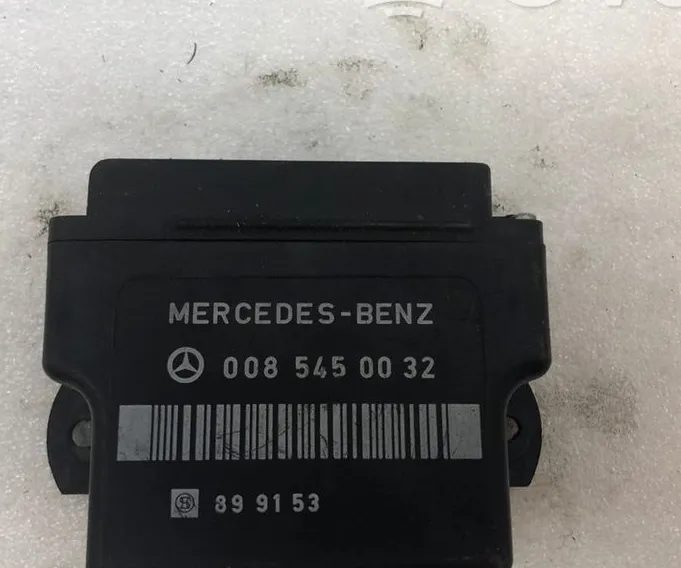 MERCEDES-BENZ
008 545 00 32
89 91 53